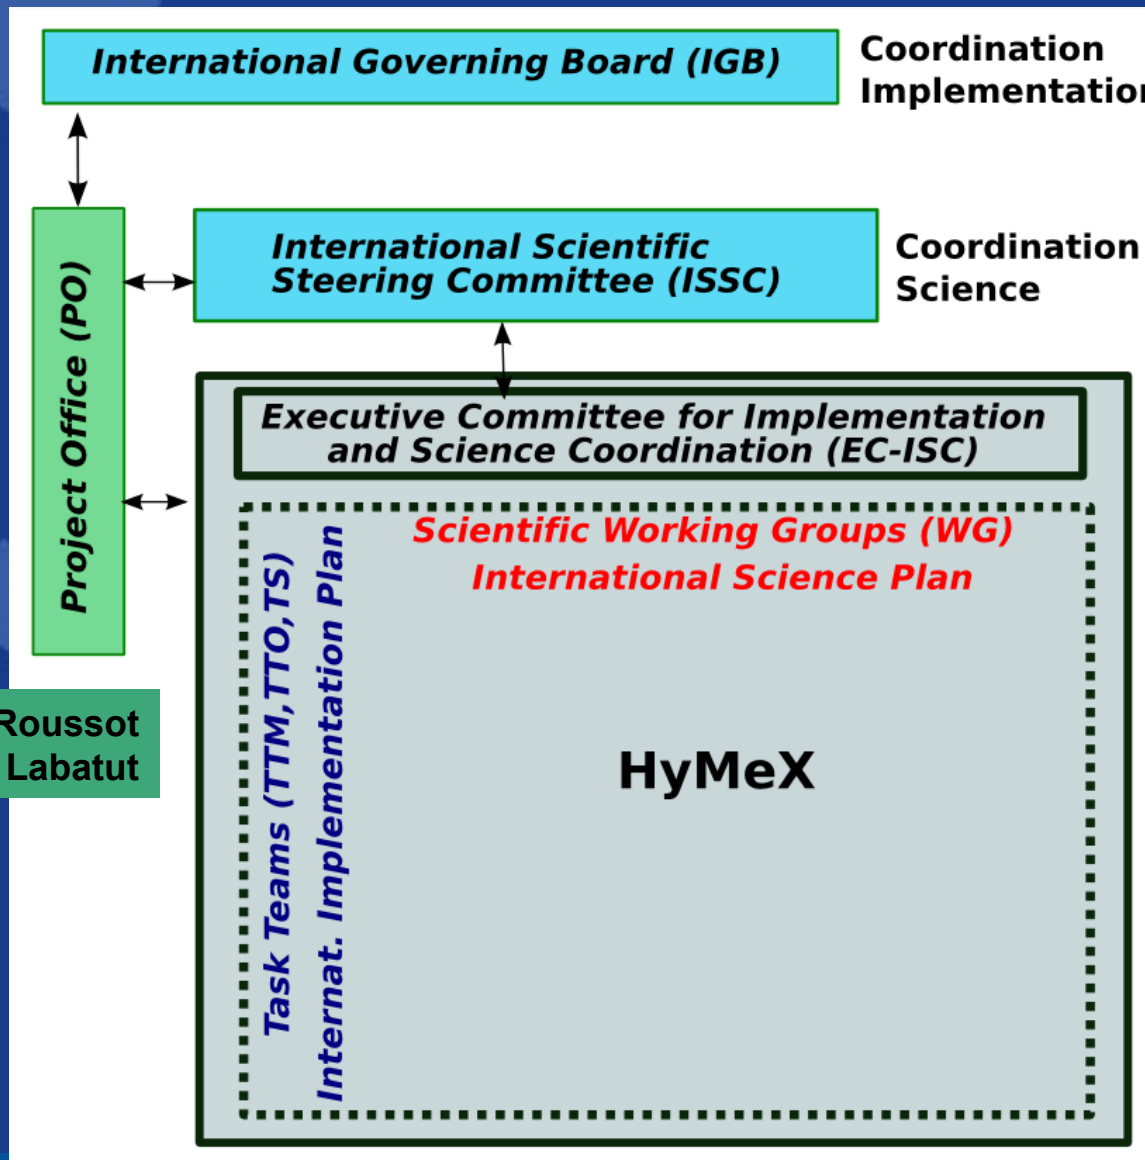 International Governing Board (IGB)
Coordination
Implementation
Project Office (PO)
International Scientific
Steering Committee (ISSC)
Coordination
Science
Executive Committee for Implementation
and Science Coordination (EC-ISC)
Scientific Working Groups (WG)
International Science Plan
Task Teams (TTM,TTO,TS)
Internat. Implementation Plan
HyMeX
Roussot
Labatut